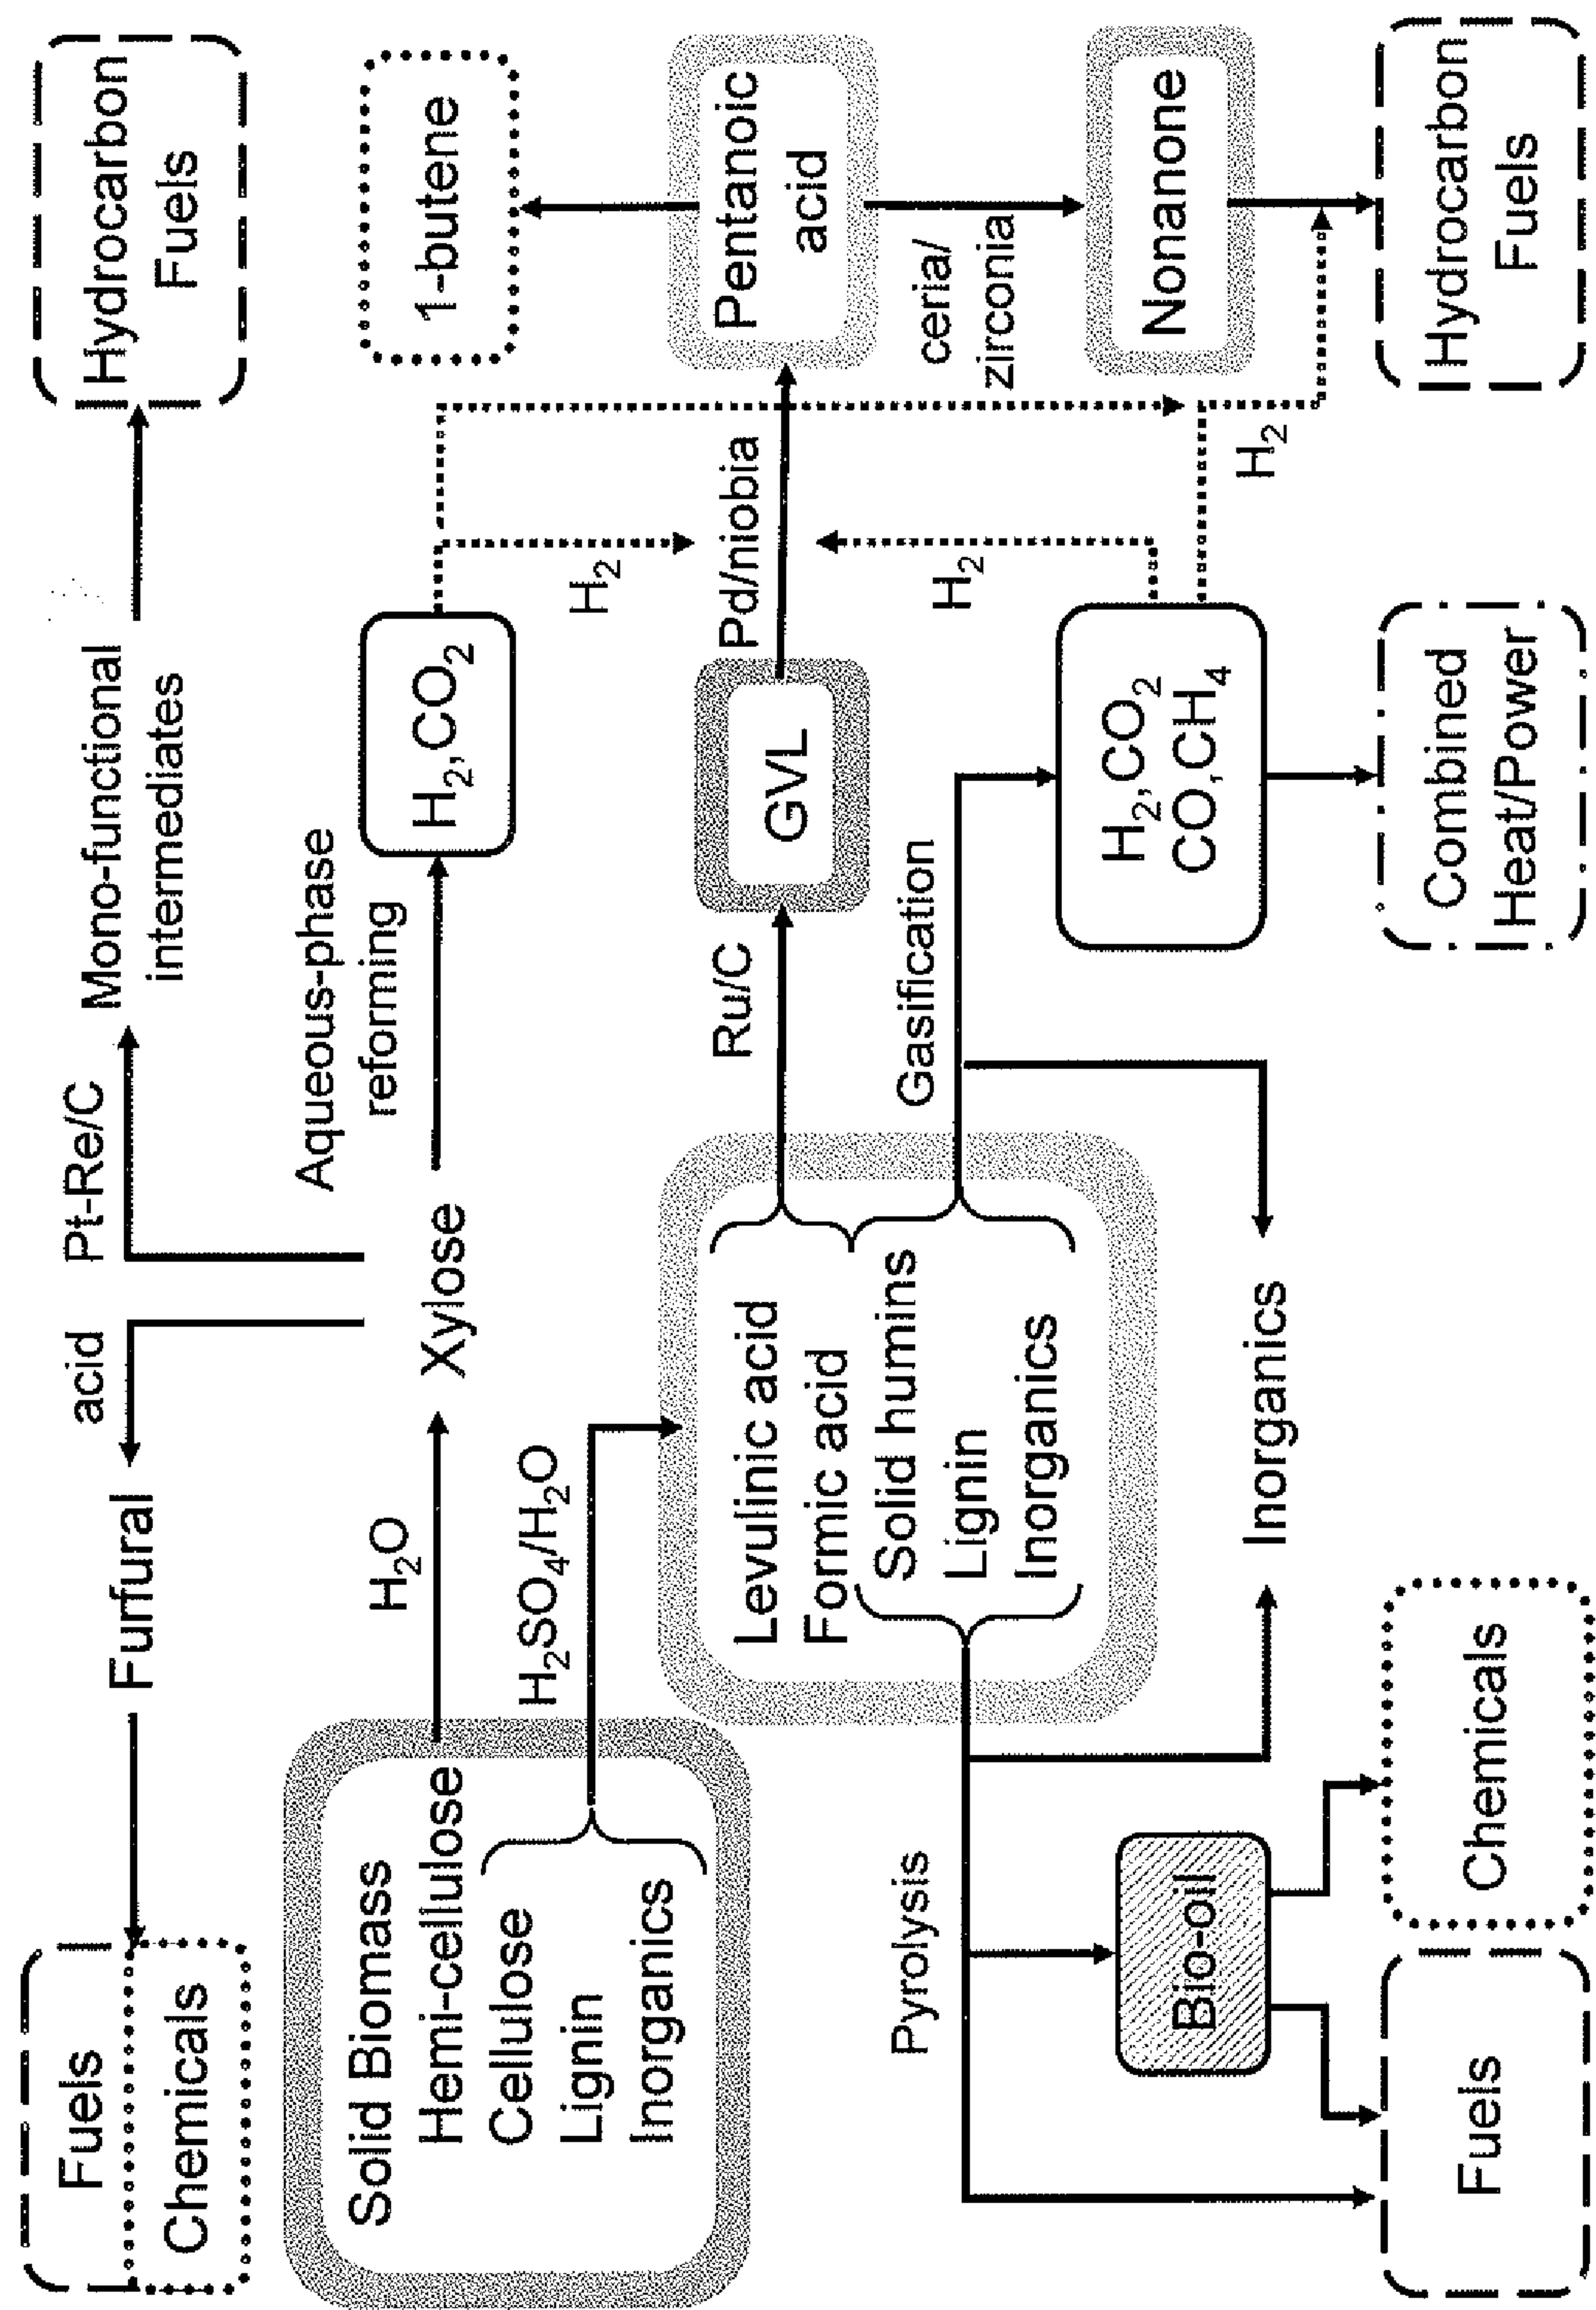 Fuels
Chemicals
Furfural
acid
Pt-Re/C
Mono-functional
intermediates
Hydrocarbon
Fuels
Solid Biomass
Hemi-cellulose
Cellulose
Lignin
Inorganics
H₂O
Xylose
Aqueous-phase
reforming
H₂,CO₂
1-butene
H₂SO₄/H₂O
H₂
Levulinic acid
Formic acid
Solid humins
Lignin
Inorganics
Ru/C
GVL
Pd/niobia
Pentanoic
acid
Pyrolysis
Gasification
H₂
ceria/
zirconia
Bio-oil
Inorganics
H₂,CO₂
CO,CH₄
H₂
Nonanone
Fuels
Chemicals
Combined
Heat/Power
Hydrocarbon
Fuels